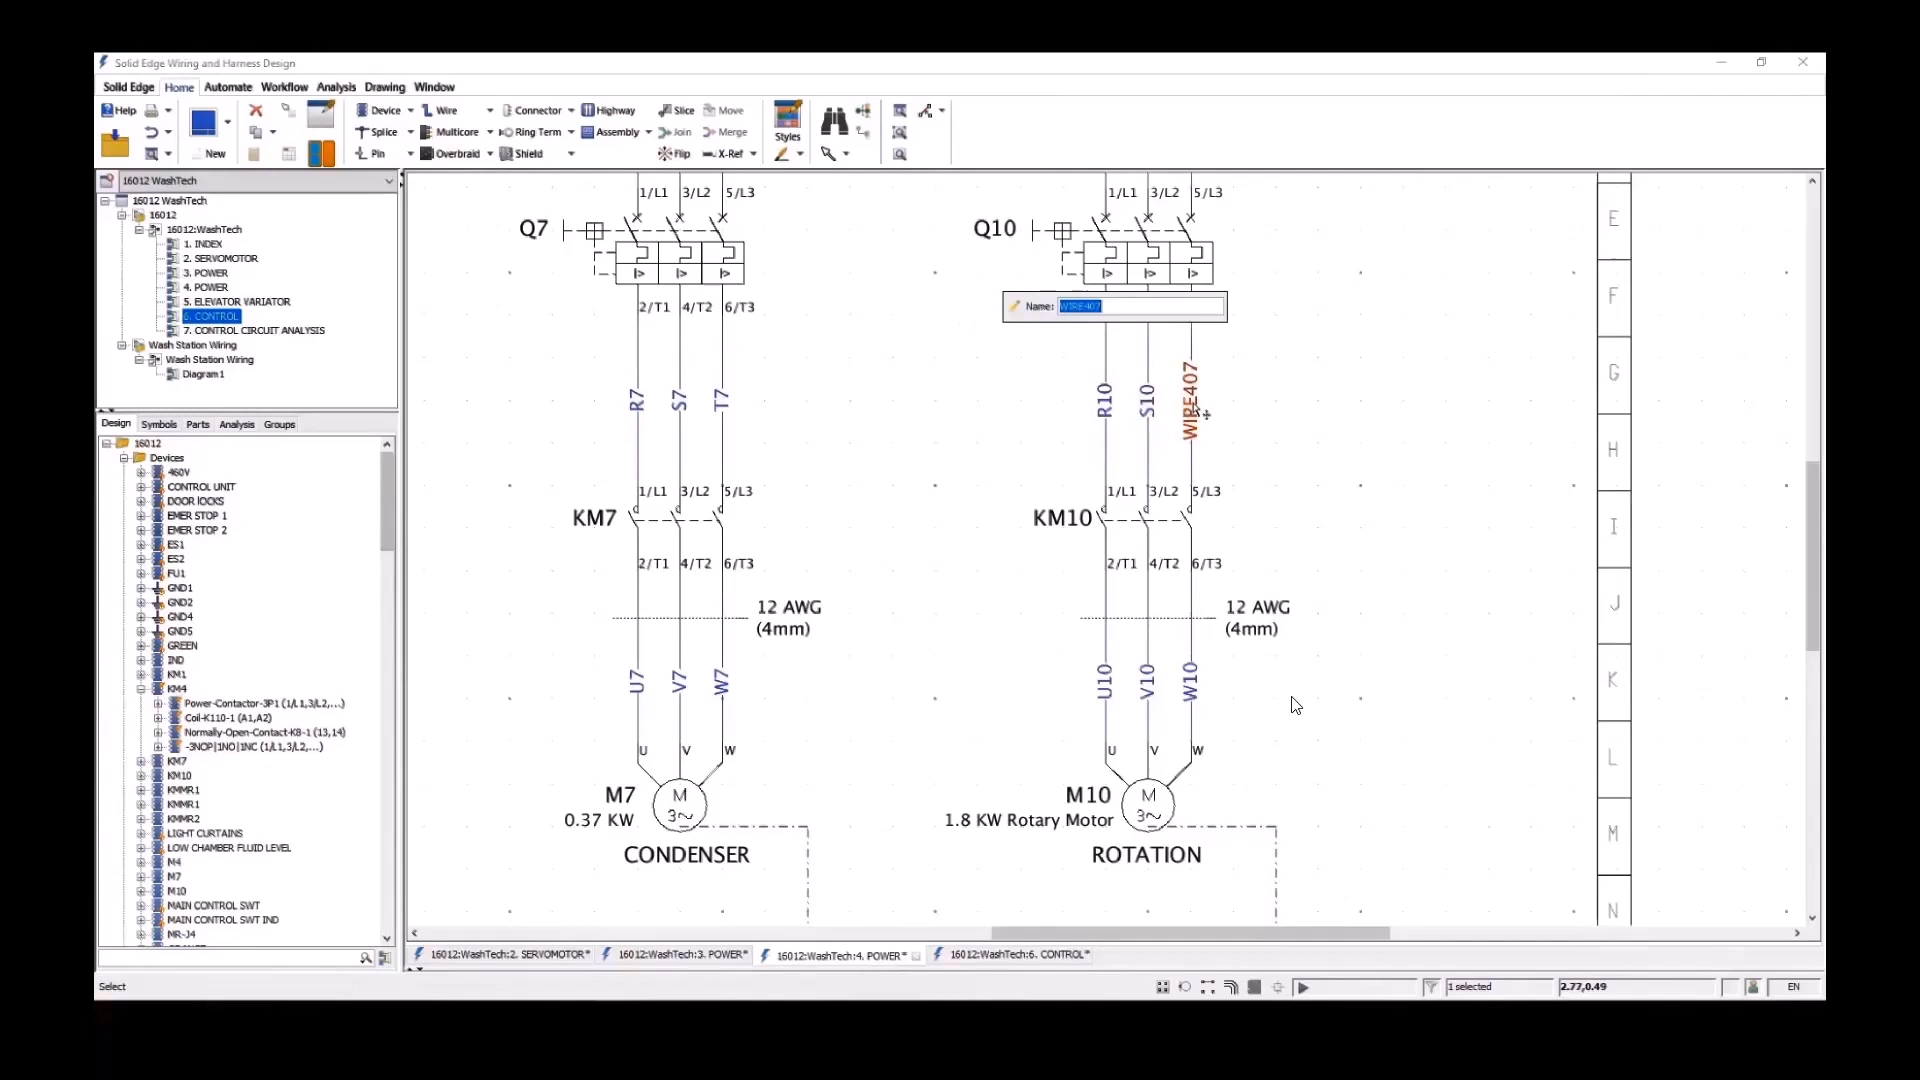 Solid Edge Wiring and Harness Design
Solid Edge Home Automate Workflow Analysis Drawing Window
Help New
Device Wire Connector Highway Slice Move
Splice Multicore Ring Term Assembly Join Merge
Pin Overbraid Shield Flip X-Ref
Styles
16012 WashTech
16012 WashTech
16012
16012:WashTech
1. INDEX
2. SERVOMOTOR
3. POWER
4. POWER
5. ELEVATOR VARIATOR
6. CONTROL
7. CONTROL CIRCUIT ANALYSIS
Wash Station Wiring
Wash Station Wiring
Diagram1
Design Symbols Parts Analysis Groups
16012
Devices
460V
CONTROL UNIT
DOOR lOCKS
EMER STOP 1
EMER STOP 2
ES1
ES2
FU1
GND1
GND2
GND4
GND5
GREEN
IND
KM1
KM4
Power-Contactor-3P1 (1/L1,3/L2,...)
Coil-K110-1 (A1,A2)
Normally-Open-Contact-K8-1 (13,14)
-3NOP|1NO|1NC (1/L1,3/L2,...)
KM7
KM10
KMMR1
KMMR1
KMMR2
LIGHT CURTAINS
LOW CHAMBER FLUID LEVEL
M4
M7
M10
MAIN CONTROL SWT
MAIN CONTROL SWT IND
MR-J4
1/L1 3/L2 5/L3
Q7
I> I> I>
2/T1 4/T2 6/T3
R7 S7 T7
1/L1 3/L2 5/L3
KM7
2/T1 4/T2 6/T3
12 AWG
(4mm)
U7 V7 W7
U V W
M7
M
3~
0.37 KW
CONDENSER
1/L1 3/L2 5/L3
Q10
I> I> I>
Name: WIRE407
R10 S10 WIRE407
1/L1 3/L2 5/L3
KM10
2/T1 4/T2 6/T3
12 AWG
(4mm)
U10 V10 W10
U V W
M10
M
3~
1.8 KW Rotary Motor
ROTATION
E
F
G
H
I
J
K
L
M
N
16012:WashTech:2. SERVOMOTOR* 16012:WashTech:3. POWER* 16012:WashTech:4. POWER* 16012:WashTech:6. CONTROL*
Select 1 selected 2.77,0.49 EN